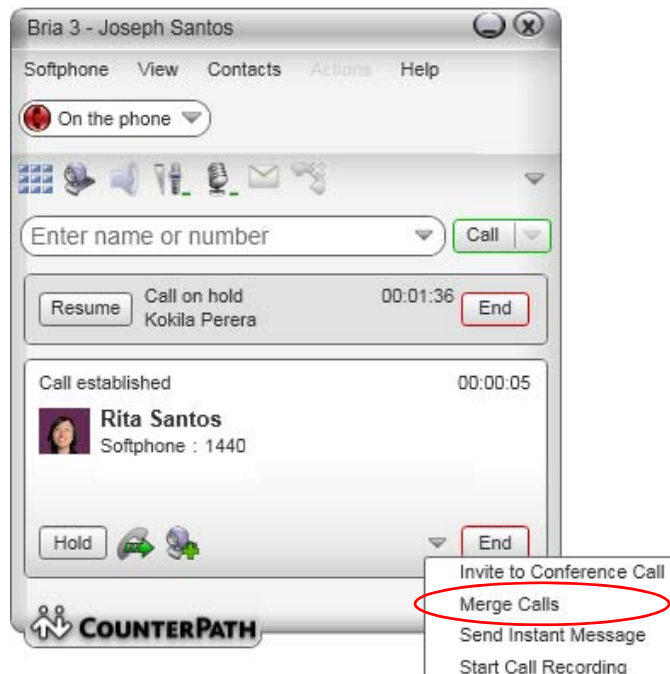 Bria 3 - Joseph Santos
Softphone View Contacts Actions Help
On the phone
Enter name or number
Call
Resume
Call on hold
Kokila Perera
00:01:36
End
Call established
00:00:05
Rita Santos
Softphone : 1440
Hold
End
Invite to Conference Call
Merge Calls
Send Instant Message
Start Call Recording
COUNTERPATH